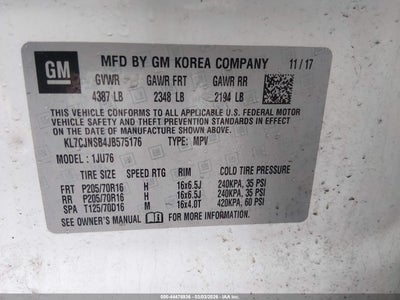 GM
MFD BY GM KOREA COMPANY 11/17
GVWR GAWR FRT GAWR RR
4387 LB 2348 LB 2194 LB
THIS VEHICLE CONFORMS TO ALL APPLICABLE U.S. FEDERAL MOTOR
VEHICLE SAFETY AND THEFT PREVENTION STANDARDS IN EFFECT ON
THE DATE OF MANUFACTURE SHOWN ABOVE.
KL7CJNSB4JB575176 TYPE: MPV
MODEL: 1JU76
TIRE SIZE SPEED RTG RIM COLD TIRE PRESSURE
FRT P205/70R16 H 16x6.5J 240KPA, 35 PSI
RR P205/70R16 H 16x6.5J 240KPA, 35 PSI
SPA T125/70D16 M 16x4.0T 420KPA, 60 PSI
SEE OWNER'S MANUAL FOR MORE INFORMATION